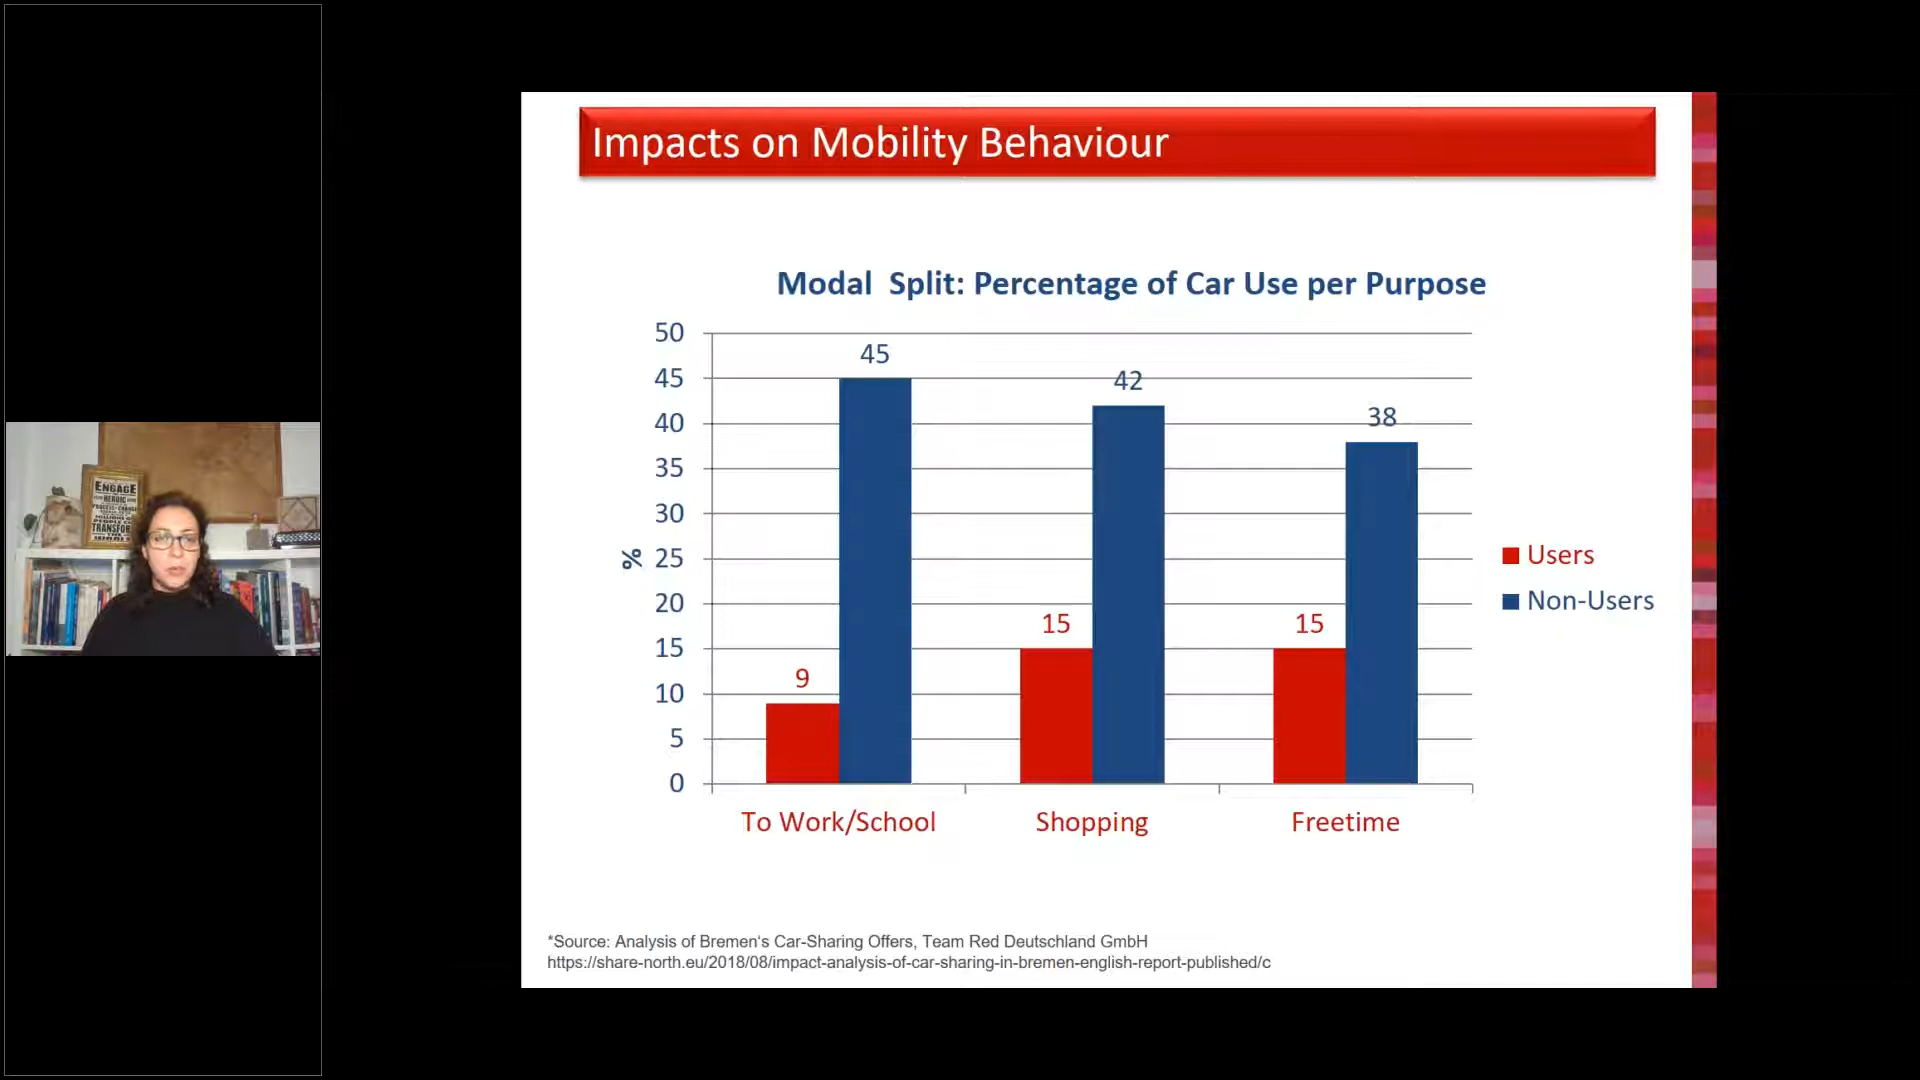 Impacts on Mobility Behaviour
Modal Split: Percentage of Car Use per Purpose
50
45
40
35
30
25
20
15
10
5
0
%
9
45
15
42
15
38
To Work/School
Shopping
Freetime
Users
Non-Users
*Source: Analysis of Bremen‘s Car-Sharing Offers, Team Red Deutschland GmbH
https://share-north.eu/2018/08/impact-analysis-of-car-sharing-in-bremen-english-report-published/c
ENGAGE
HEROIC
TRANSFOR